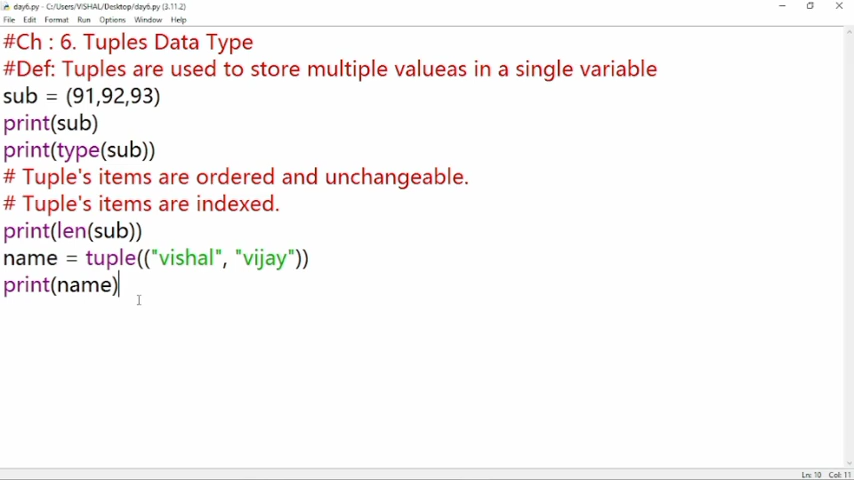 day6.py - C:/Users/VISHAL/Desktop/day6.py (3.11.2)
File Edit Format Run Options Window Help
#Ch : 6. Tuples Data Type
#Def: Tuples are used to store multiple valueas in a single variable
sub = (91,92,93)
print(sub)
print(type(sub))
# Tuple's items are ordered and unchangeable.
# Tuple's items are indexed.
print(len(sub))
name = tuple(("vishal", "vijay"))
print(name)
Ln: 10 Col: 11